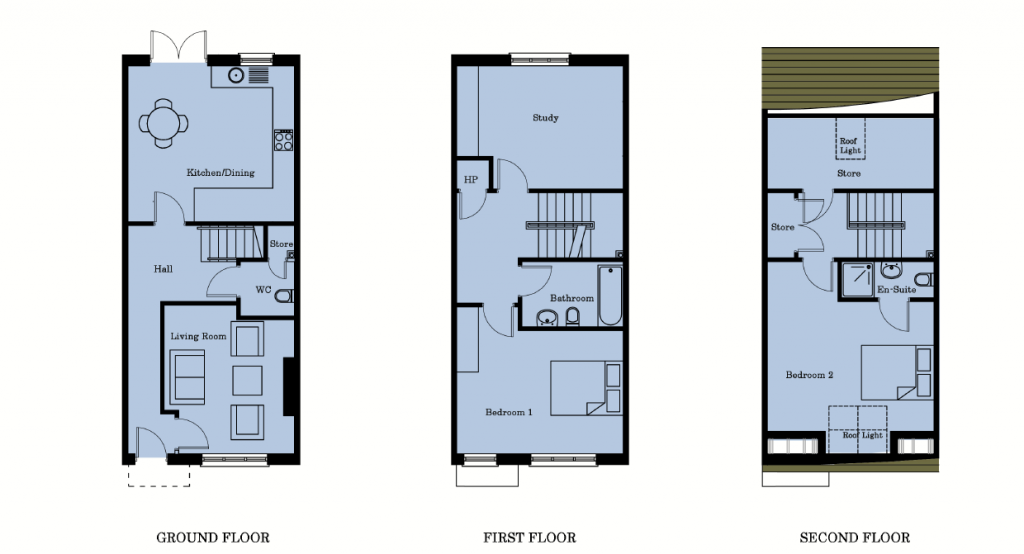 Kitchen/Dining
Hall
Store
WC
Living Room
GROUND FLOOR
Study
HP
Bathroom
Bedroom 1
FIRST FLOOR
Roof
Light
Store
Store
En-Suite
Bedroom 2
Roof Light
SECOND FLOOR